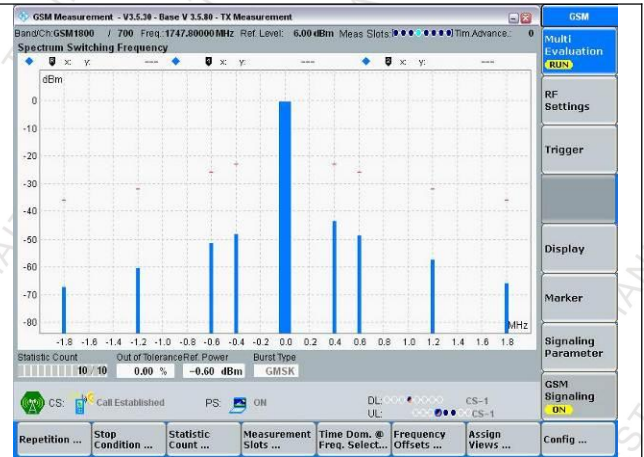 GSM Measurement - V3.5.30 - Base V 3.5.80 - TX Measurement
GSM
Band/Ch:GSM1800 / 700 Freq.:1747.80000 MHz Ref. Level: 6.00 dBm Meas Slots: Tim.Advance.: 0
Spectrum Switching Frequency
x: y: --- x: y: --- x: y: ---
dBm
0
-10
-20
-30
-40
-50
-60
-70
-80
MHz
-1.8 -1.6 -1.4 -1.2 -1.0 -0.8 -0.6 -0.4 -0.2 0.0 0.2 0.4 0.6 0.8 1.0 1.2 1.4 1.6 1.8
Statistic Count Out of Tolerance Ref. Power Burst Type
10 / 10 0.00 % -0.60 dBm GMSK
CS: Call Established PS: ON DL: CS-1
UL: CS-1
Multi
Evaluation
RUN
RF
Settings
Trigger
Display
Marker
Signaling
Parameter
GSM
Signaling
ON
Repetition ...
Stop
Condition ...
Statistic
Count ...
Measurement
Slots ...
Time Dom. @
Freq. Select...
Frequency
Offsets ...
Assign
Views ...
Config ...